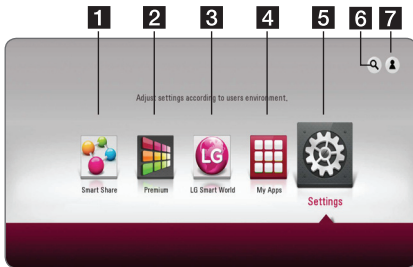 1 2 3 4 5 6 7
Adjust settings according to users environment.
LG
Smart Share Premium LG Smart World My Apps Settings